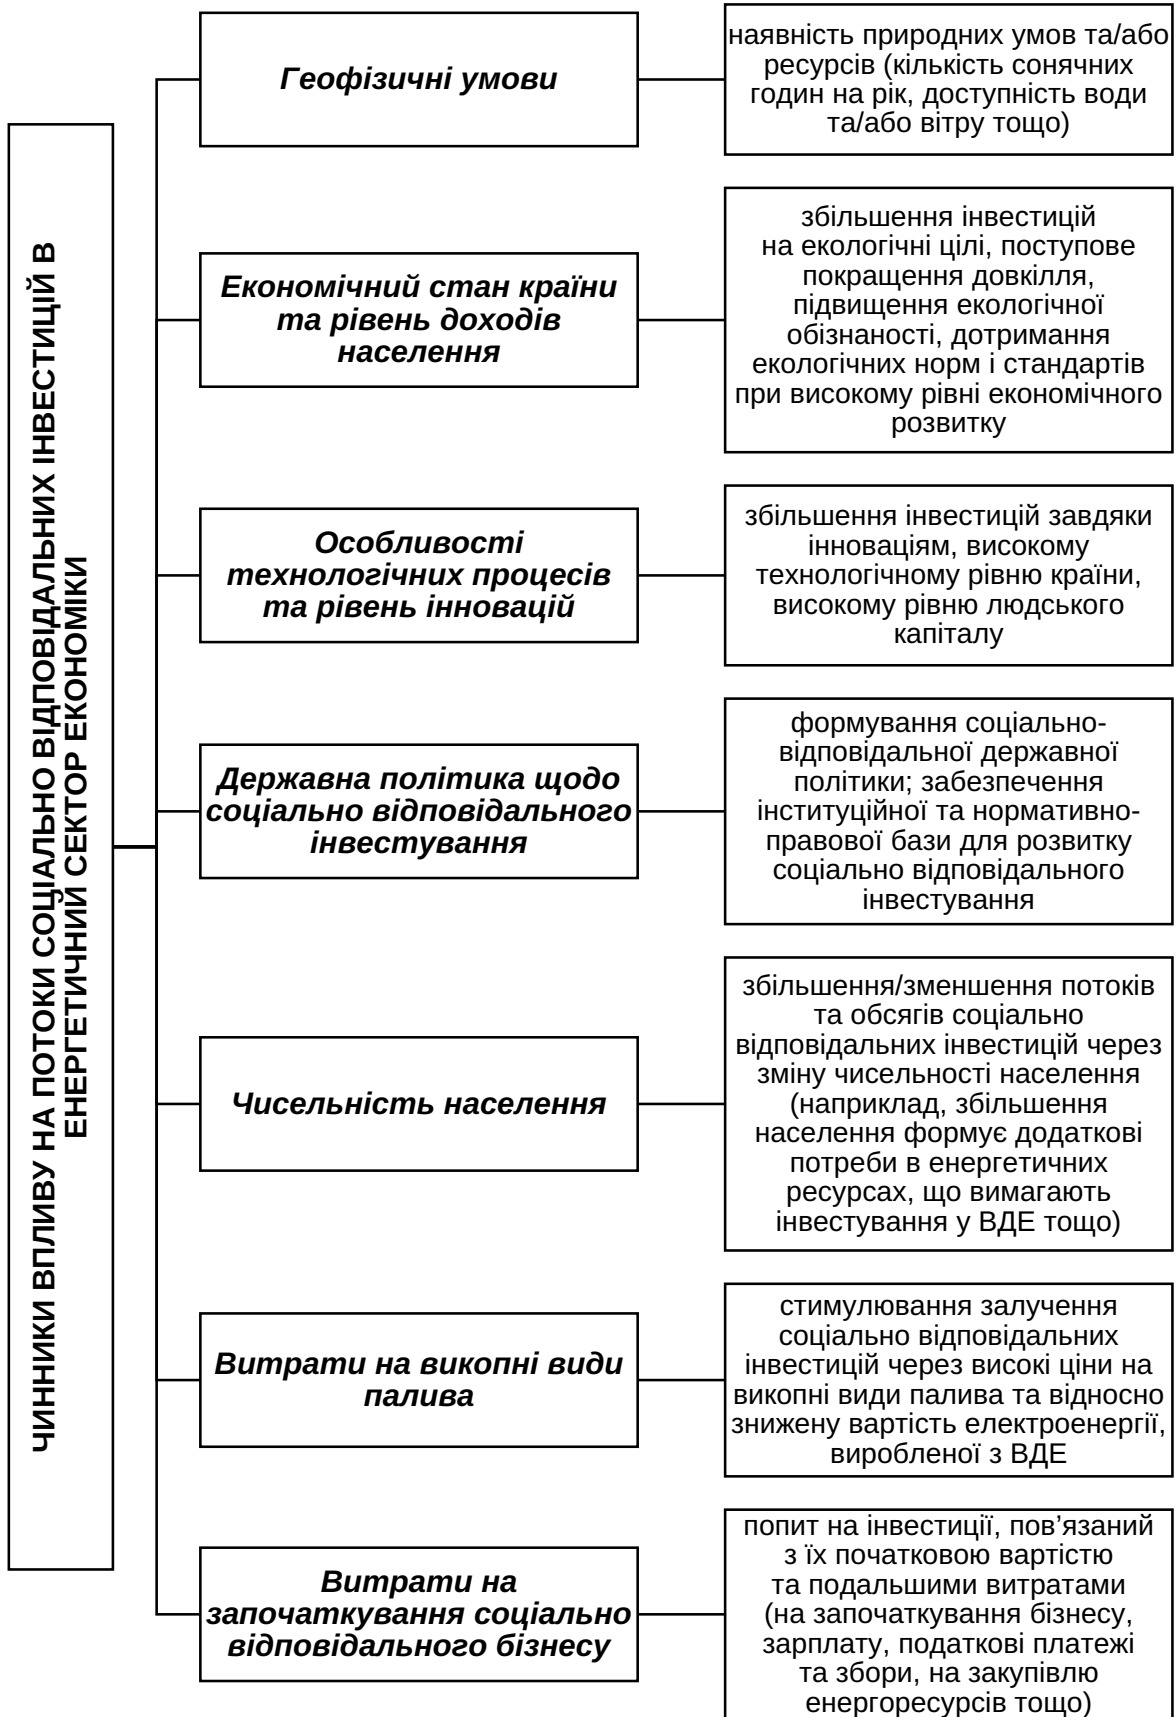 ЧИННИКИ ВПЛИВУ НА ПОТОКИ СОЦІАЛЬНО ВІДПОВІДАЛЬНИХ ІНВЕСТИЦІЙ В
ЕНЕРГЕТИЧНИЙ СЕКТОР ЕКОНОМІКИ
Геофізичні умови
наявність природних умов та/або
ресурсів (кількість сонячних
годин на рік, доступність води
та/або вітру тощо)
Економічний стан країни
та рівень доходів
населення
збільшення інвестицій
на екологічні цілі, поступове
покращення довкілля,
підвищення екологічної
обізнаності, дотримання
екологічних норм і стандартів
при високому рівні економічного
розвитку
Особливості
технологічних процесів
та рівень інновацій
збільшення інвестицій завдяки
інноваціям, високому
технологічному рівню країни,
високому рівню людського
капіталу
Державна політика щодо
соціально відповідального
інвестування
формування соціально-
відповідальної державної
політики; забезпечення
інституційної та нормативно-
правової бази для розвитку
соціально відповідального
інвестування
Чисельність населення
збільшення/зменшення потоків
та обсягів соціально
відповідальних інвестицій через
зміну чисельності населення
(наприклад, збільшення
населення формує додаткові
потреби в енергетичних
ресурсах, що вимагають
інвестування у ВДЕ тощо)
Витрати на викопні види
палива
стимулювання залучення
соціально відповідальних
інвестицій через високі ціни на
викопні види палива та відносно
знижену вартість електроенергії,
виробленої з ВДЕ
Витрати на
започаткування соціально
відповідального бізнесу
попит на інвестиції, пов’язаний
з їх початковою вартістю
та подальшими витратами
(на започаткування бізнесу,
зарплату, податкові платежі
та збори, на закупівлю
енергоресурсів тощо)